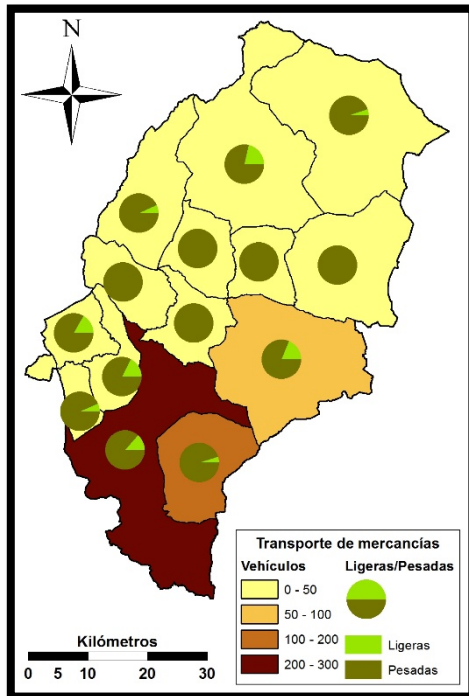 N
Transporte de mercancías
Vehículos Ligeras/Pesadas
0 - 50
50 - 100
100 - 200
200 - 300
Ligeras
Pesadas
Kilómetros
0 5 10 20 30